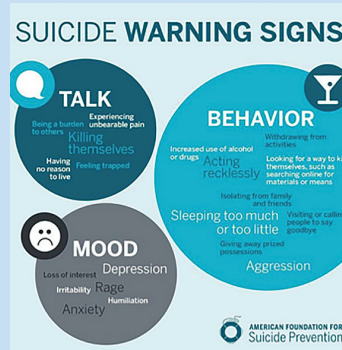 SUICIDE WARNING SIGNS
TALK
Experiencing
unbearable pain
Being a burden
to others
Killing
themselves
Having
no reason
to live
Feeling trapped
BEHAVIOR
Withdrawing from
activities
Increased use of alcohol
or drugs
Acting
recklessly
Looking for a way to ki
themselves, such as
searching online for
materials or means
Isolating from family
and friends
Sleeping too much
or too little
Visiting or callin
people to say
goodbye
Giving away prized
possessions
Aggression
MOOD
Depression
Loss of interest
Irritability
Rage
Humiliation
Anxiety
AMERICAN FOUNDATION FOR
Suicide Prevention